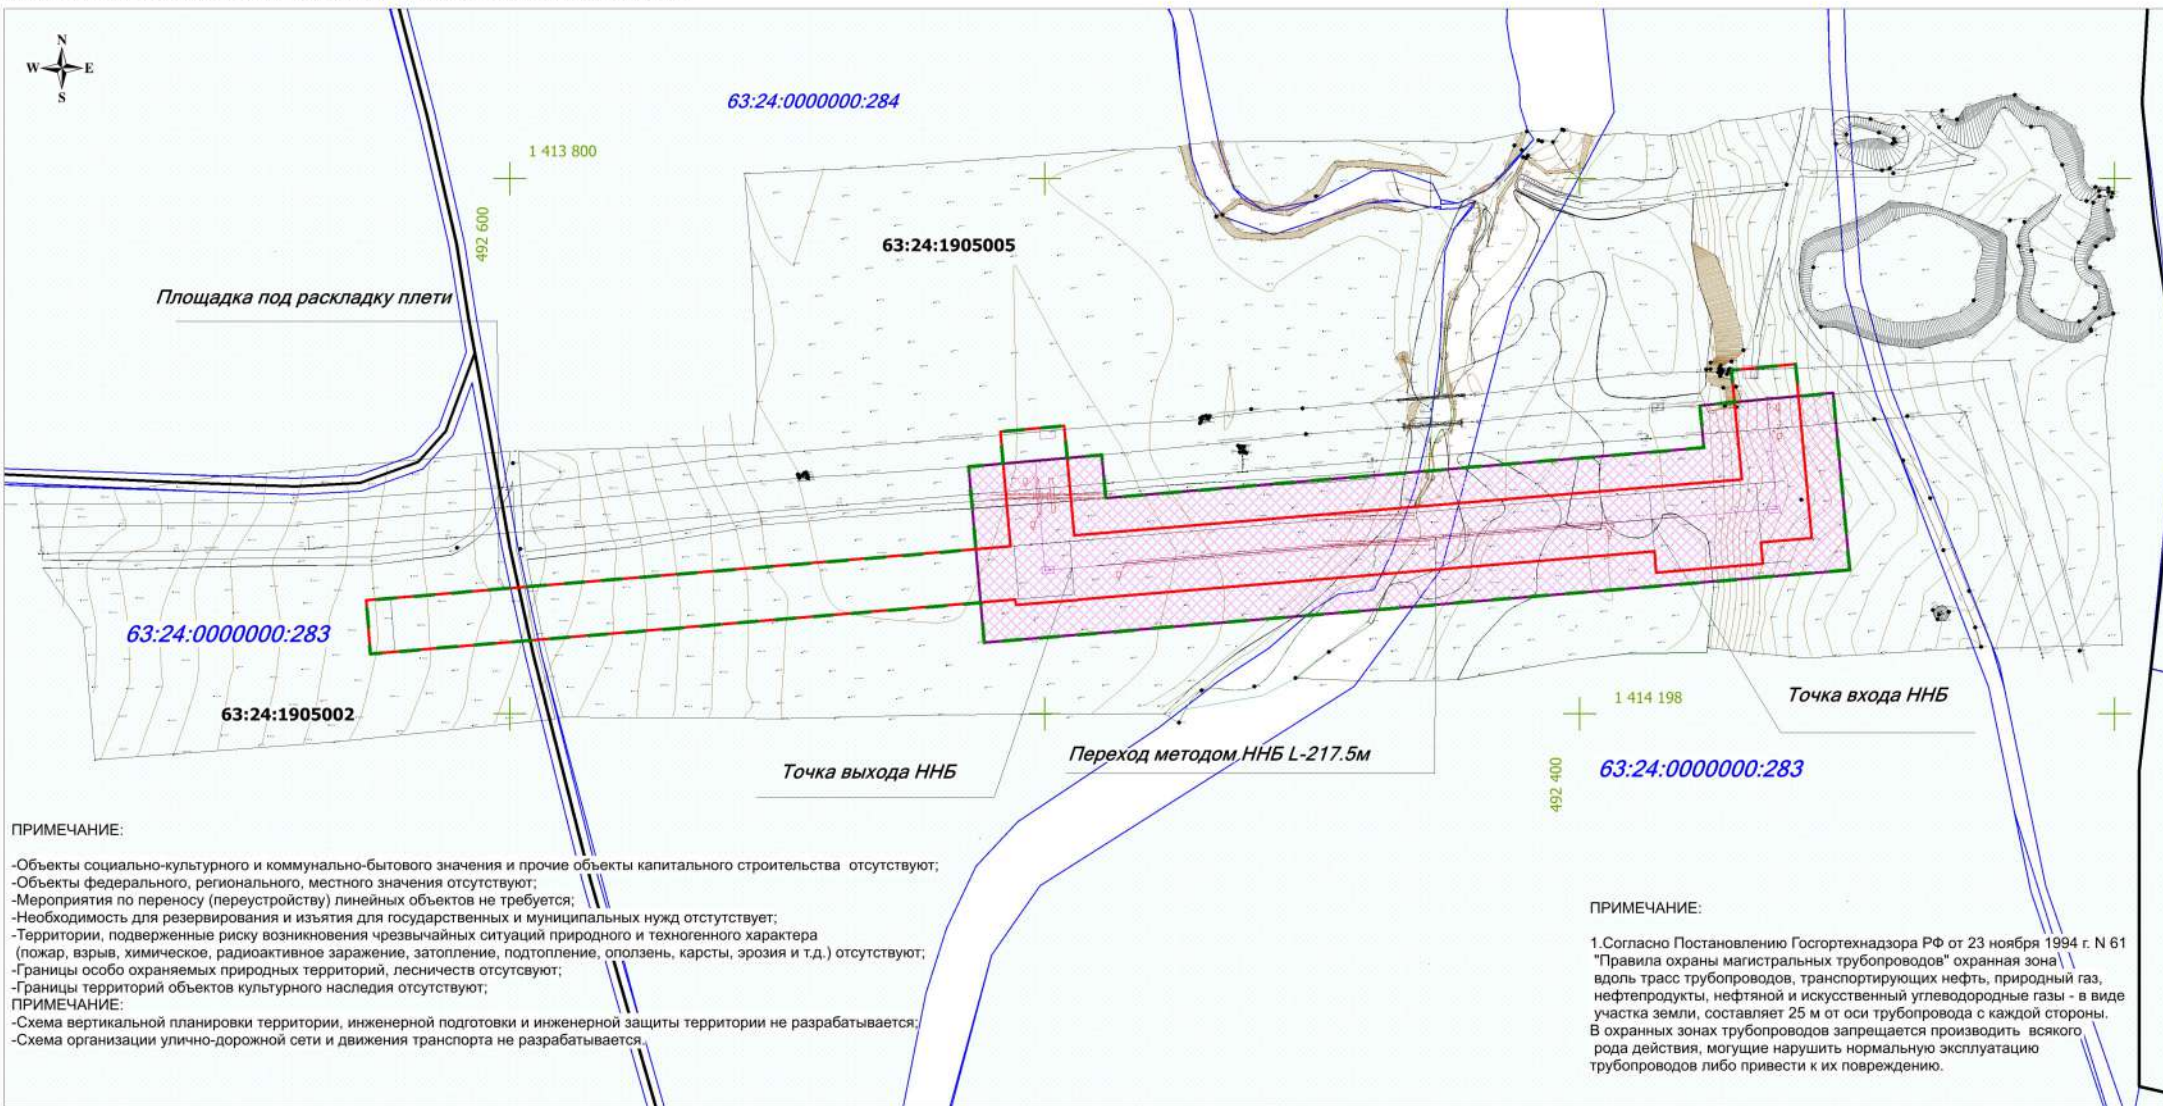 N
W E
S
63:24:0000000:284
1 413 800
492 600
63:24:1905005
Площадка под раскладку плети
63:24:0000000:283
63:24:1905002
1 414 198
Точка входа ННБ
Переход методом ННБ L-217.5м
Точка выхода ННБ
492 400
63:24:0000000:283
ПРИМЕЧАНИЕ:
-Объекты социально-культурного и коммунально-бытового значения и прочие объекты капитального строительства отсутствуют;
-Объекты федерального, регионального, местного значения отсутствуют;
-Мероприятия по переносу (переустройству) линейных объектов не требуется;
-Необходимость для резервирования и изъятия для государственных и муниципальных нужд отстутствует;
-Территории, подверженные риску возникновения чрезвычайных ситуаций природного и техногенного характера
(пожар, взрыв, химическое, радиоактивное заражение, затопление, подтопление, оползень, карсты, эрозия и т.д.) отсутствуют;
-Границы особо охраняемых природных территорий, лесничеств отсутсвуют;
-Границы территорий объектов культурного наследия отсутствуют;
ПРИМЕЧАНИЕ:
-Схема вертикальной планировки территории, инженерной подготовки и инженерной защиты территории не разрабатывается;
-Схема организации улично-дорожной сети и движения транспорта не разрабатывается.
ПРИМЕЧАНИЕ:
1.Согласно Постановлению Госгортехнадзора РФ от 23 ноября 1994 г. N 61
"Правила охраны магистральных трубопроводов" охранная зона
вдоль трасс трубопроводов, транспортирующих нефть, природный газ,
нефтепродукты, нефтяной и искусственный углеводородные газы - в виде
участка земли, составляет 25 м от оси трубопровода с каждой стороны.
В охранных зонах трубопроводов запрещается производить всякого
рода действия, могущие нарушить нормальную эксплуатацию
трубопроводов либо привести к их повреждению.